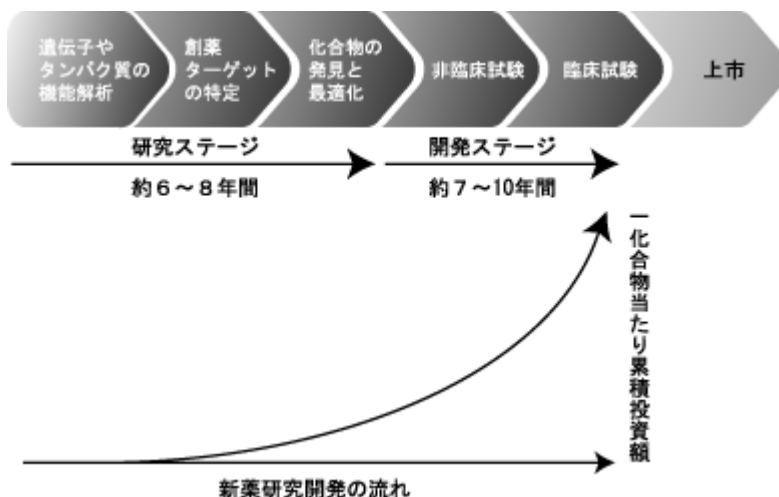 遺伝子や
タンパク質の
機能解析
創薬
ターゲット
の特定
化合物の
発見と
最適化
非臨床試験
臨床試験
上市
研究ステージ
約6～8年間
開発ステージ
約7～10年間
一化合物当たり累積投資額
新薬研究開発の流れ